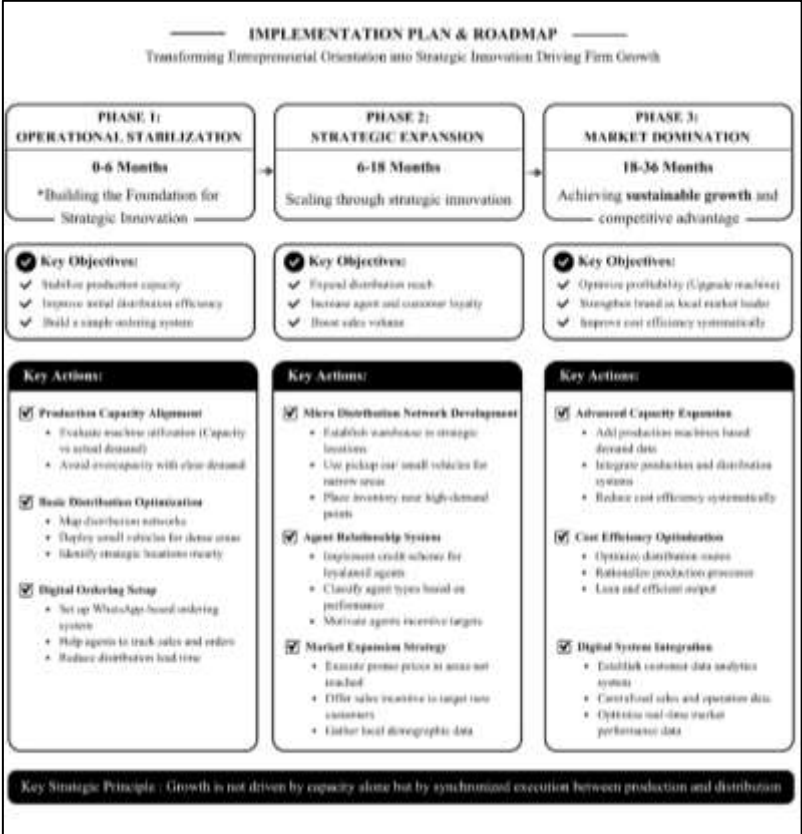 IMPLEMENTATION PLAN & ROADMAP
Transforming Entrepreneurial Orientation into Strategic Innovation Driving Firm Growth
PHASE 1:
OPERATIONAL STABILIZATION
0-6 Months
*Building the Foundation for
Strategic Innovation
PHASE 2:
STRATEGIC EXPANSION
6-18 Months
Scaling through strategic innovation
PHASE 3:
MARKET DOMINATION
18-36 Months
Achieving sustainable growth and
competitive advantage
Key Objectives:
Stabilize production capacity
Improve initial distribution efficiency
Build a simple ordering system
Key Objectives:
Expand distribution reach
Increase agent and customer loyalty
Boost sales volume
Key Objectives:
Optimize profitability (Upgrade machine)
Strengthen brand as local market leader
Improve cost efficiency systematically
Key Actions:
Production Capacity Alignment
• Evaluate machine utilization (Capacity
vs actual demand)
• Avoid overcapacity with clear demand
Basic Distribution Optimization
• Map distribution networks
• Deploy small vehicles for dense areas
• Identify strategic locations
Digital Ordering Setup
• Set up WhatsApp-based ordering
system
• Help agents to track sales and orders
• Reduce distribution lead time
Key Actions:
Micro Distribution Network Development
• Establish warehouse in strategic
locations
• Use pickup car/ small vehicles for
narrow areas
• Place inventory near high-demand
points
Agent Relationship System
• Implement credit scheme for
agents
• Classify agent types based on
performance
• Motivate agents incentive targets
Market Expansion Strategy
• Execute promo prices in areas not
reached
• Offer sales incentive to target new
customers
• Gather local demographic data
Key Actions:
Advanced Capacity Expansion
• Add production machines based
demand data
• Integrate production and distribution
systems
• Reduce cost efficiency systematically
Cost Efficiency Optimization
• Optimize distribution routes
• Rationalize production processes
• Lean and efficient output
Digital System Integration
• Establish customer data analytics
system
• Centralized sales and operation data
• Optimize real-time market
performance data
Key Strategic Principle : Growth is not driven by capacity alone but by synchronized execution between production and distribution